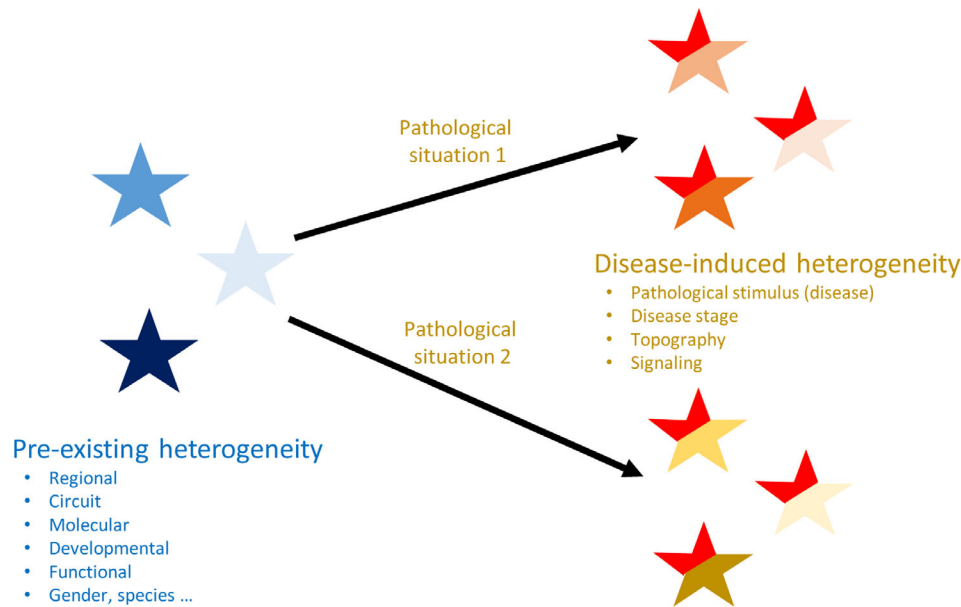 Pathological
situation 1
Disease-induced heterogeneity
• Pathological stimulus (disease)
• Disease stage
• Topography
• Signaling
Pathological
situation 2
Pre-existing heterogeneity
• Regional
• Circuit
• Molecular
• Developmental
• Functional
• Gender, species ...